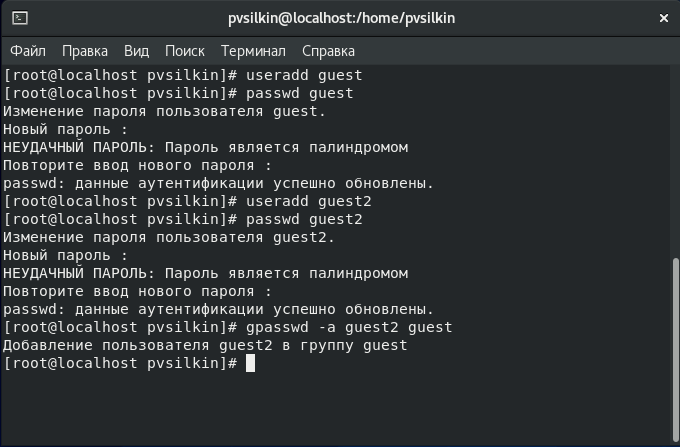 pvsilkin@localhost:/home/pvsilkin
Файл Правка Вид Поиск Терминал Справка
[root@localhost pvsilkin]# useradd guest
[root@localhost pvsilkin]# passwd guest
Изменение пароля пользователя guest.
Новый пароль :
НЕУДАЧНЫЙ ПАРОЛЬ: Пароль является палиндромом
Повторите ввод нового пароля :
passwd: данные аутентификации успешно обновлены.
[root@localhost pvsilkin]# useradd guest2
[root@localhost pvsilkin]# passwd guest2
Изменение пароля пользователя guest2.
Новый пароль :
НЕУДАЧНЫЙ ПАРОЛЬ: Пароль является палиндромом
Повторите ввод нового пароля :
passwd: данные аутентификации успешно обновлены.
[root@localhost pvsilkin]# gpasswd -a guest2 guest
Добавление пользователя guest2 в группу guest
[root@localhost pvsilkin]#